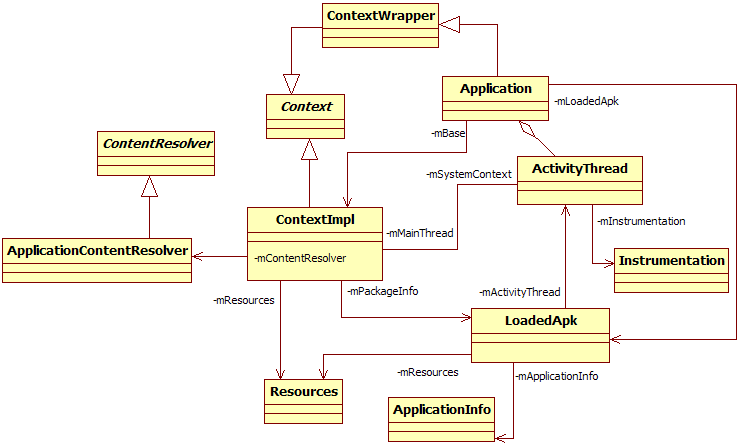 ContextWrapper
Application
-mLoadedApk
Context
-mBase
ContentResolver
ActivityThread
-mSystemContext
ContextImpl
-mInstrumentation
-mMainThread
ApplicationContentResolver
-mContentResolver
Instrumentation
-mResources
-mPackageInfo
-mActivityThread
LoadedApk
-mResources
-mApplicationInfo
Resources
ApplicationInfo